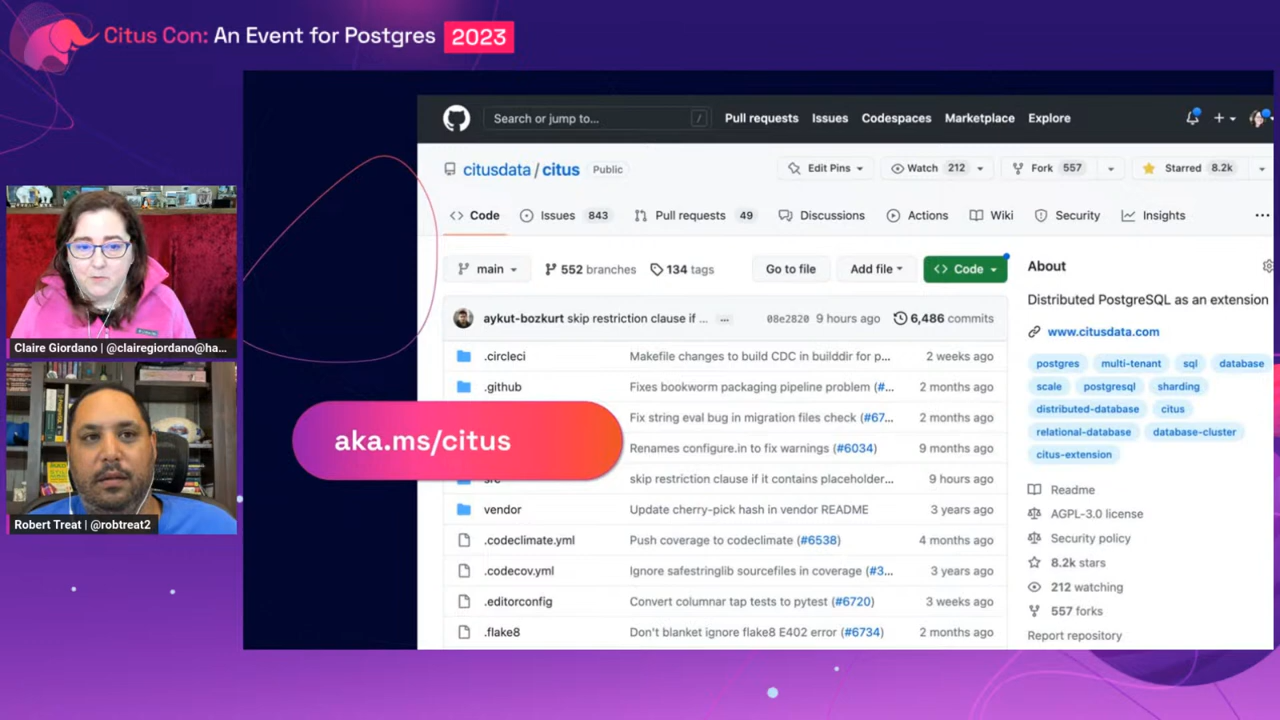 Citus Con: An Event for Postgres 2023
Search or jump to... /
Pull requests Issues Codespaces Marketplace Explore
citusdata / citus Public
Edit Pins Watch 212 Fork 557 Starred 8.2k
Code Issues 843 Pull requests 49 Discussions Actions Wiki Security Insights ...
main 552 branches 134 tags Go to file Add file Code
aykut-bozkurt skip restriction clause if ... ... 08e2820 9 hours ago 6,486 commits
.circleci Makefile changes to build CDC in builddir for p... 2 weeks ago
.github Fixes bookworm packaging pipeline problem (#... 2 months ago
Fix string eval bug in migration files check (#67... 2 months ago
Renames configure.in to fix warnings (#6034) 9 months ago
src skip restriction clause if it contains placeholder... 9 hours ago
vendor Update cherry-pick hash in vendor README 3 years ago
.codeclimate.yml Push coverage to codeclimate (#6538) 4 months ago
.codecov.yml Ignore safestringlib sourcefiles in coverage (#3... 3 years ago
.editorconfig Convert columnar tap tests to pytest (#6720) 3 weeks ago
.flake8 Don't blanket ignore flake8 E402 error (#6734) 2 months ago
About
Distributed PostgreSQL as an extension
www.citusdata.com
postgres multi-tenant sql database
scale postgresql sharding
distributed-database citus
relational-database database-cluster
citus-extension
Readme
AGPL-3.0 license
Security policy
8.2k stars
212 watching
557 forks
Report repository
aka.ms/citus
Claire Giordano | @clairegiordano@ha...
Robert Treat | @robtreat2